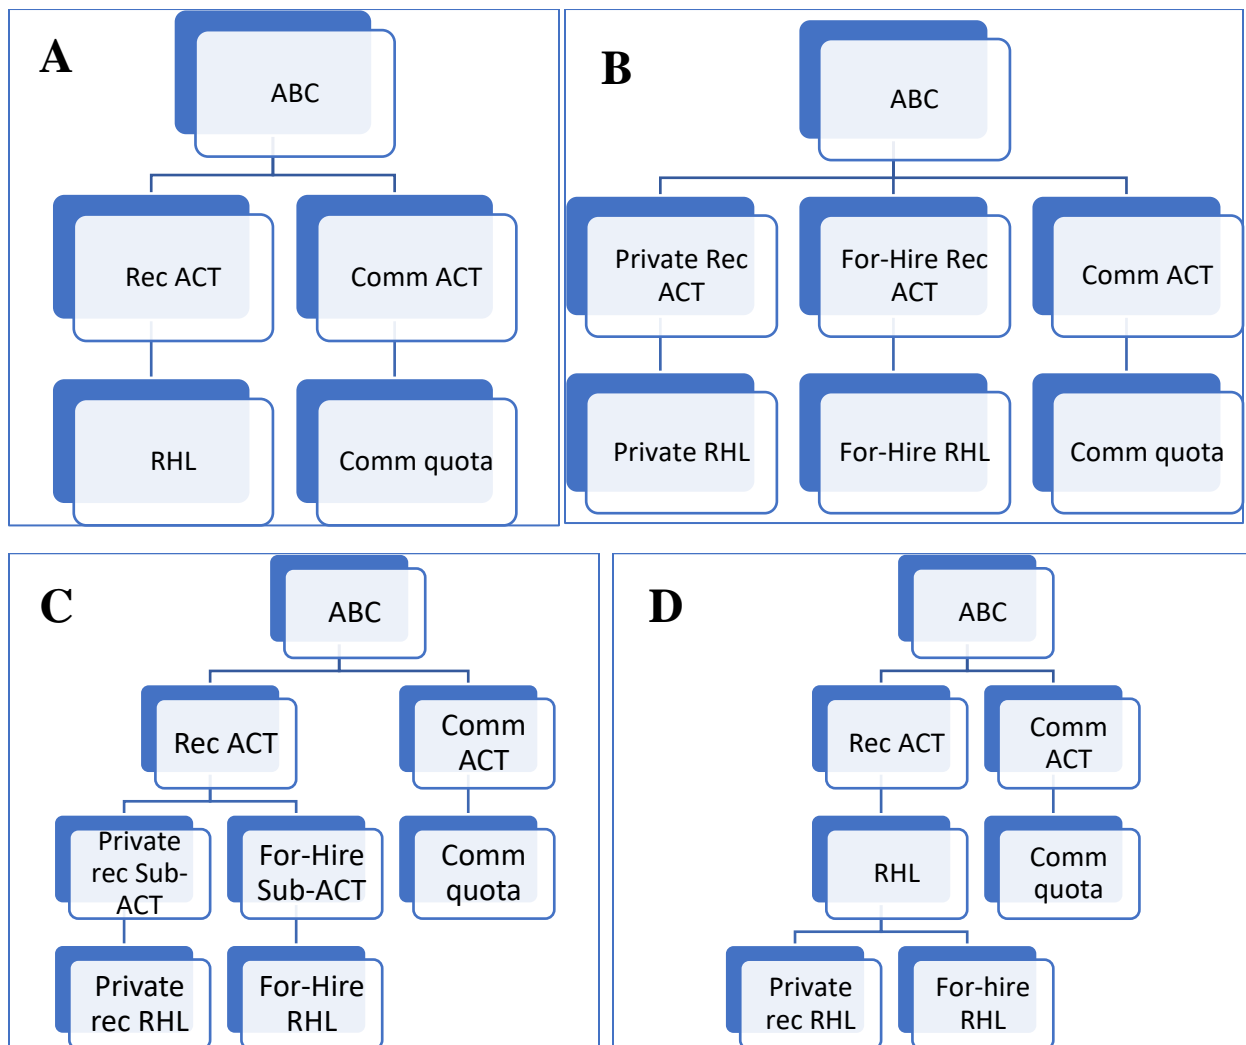 A
ABC
Rec ACT
Comm ACT
RHL
Comm quota
B
ABC
Private Rec
ACT
For-Hire Rec
ACT
Comm ACT
Private RHL
For-Hire RHL
Comm quota
C
ABC
Rec ACT
Comm
ACT
Private
rec Sub-
ACT
For-Hire
Sub-ACT
Comm
quota
Private
rec RHL
For-Hire
RHL
D
ABC
Rec ACT
Comm
ACT
RHL
Comm
quota
Private
rec RHL
For-hire
RHL